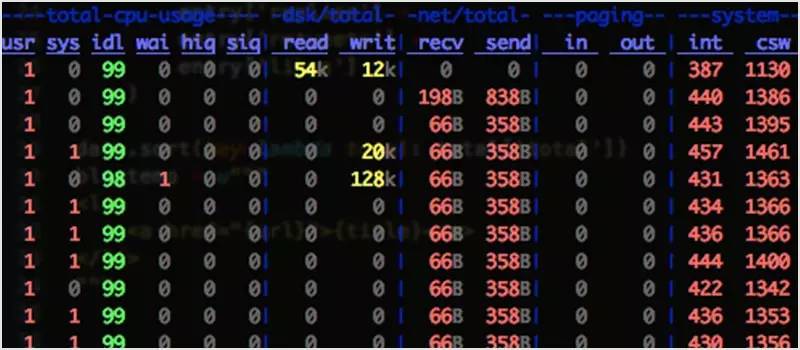 ----total-cpu-usage---- -dsk/total- -net/total- ---paging-- ---system--
usr sys idl wai hiq siq| read writ| recv send| in out | int csw
1 0 99 0 0 0| 54k 12k| 0 0 | 0 0 | 387 1130
1 0 99 0 0 0| 0 0 | 198B 838B| 0 0 | 440 1386
0 0 99 0 0 0| 0 0 | 66B 358B| 0 0 | 443 1395
1 1 99 0 0 0| 0 20k| 66B 358B| 0 0 | 457 1461
1 0 98 1 0 0| 0 128k| 66B 358B| 0 0 | 431 1363
1 1 99 0 0 0| 0 0 | 66B 358B| 0 0 | 434 1366
1 1 99 0 0 0| 0 0 | 66B 358B| 0 0 | 436 1366
1 1 99 0 0 0| 0 0 | 66B 358B| 0 0 | 444 1400
1 0 99 0 0 0| 0 0 | 66B 358B| 0 0 | 422 1342
1 1 99 0 0 0| 0 0 | 66B 358B| 0 0 | 436 1353
1 1 99 0 0 0| 0 0 | 66B 358B| 0 0 | 430 1356